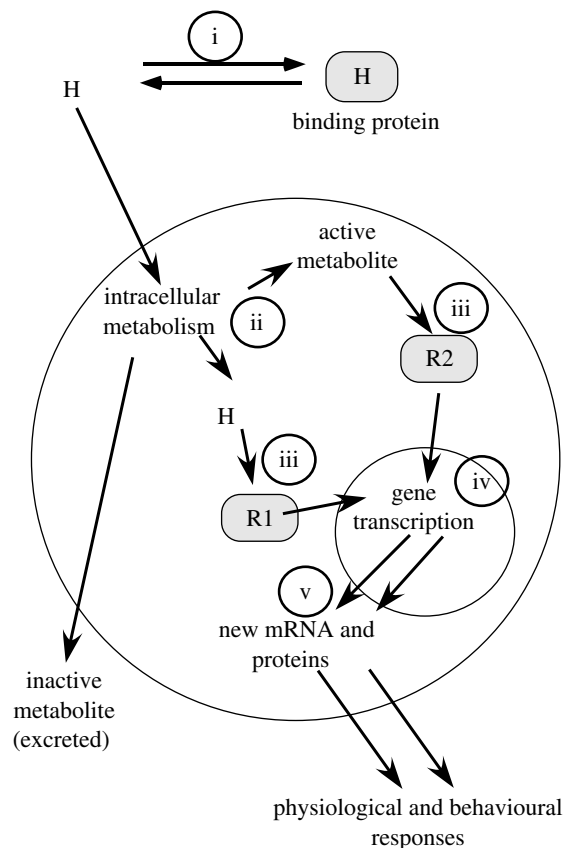 i
H
H
binding protein
active
metabolite
intracellular
metabolism
ii
iii
R2
H
iii
iv
gene
transcription
R1
v
new mRNA and
proteins
inactive
metabolite
(excreted)
physiological and behavioural
responses